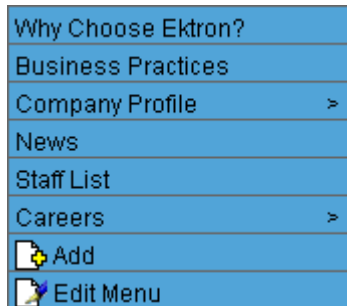 Why Choose Ektron?
Business Practices
Company Profile >
News
Staff List
Careers >
Add
Edit Menu